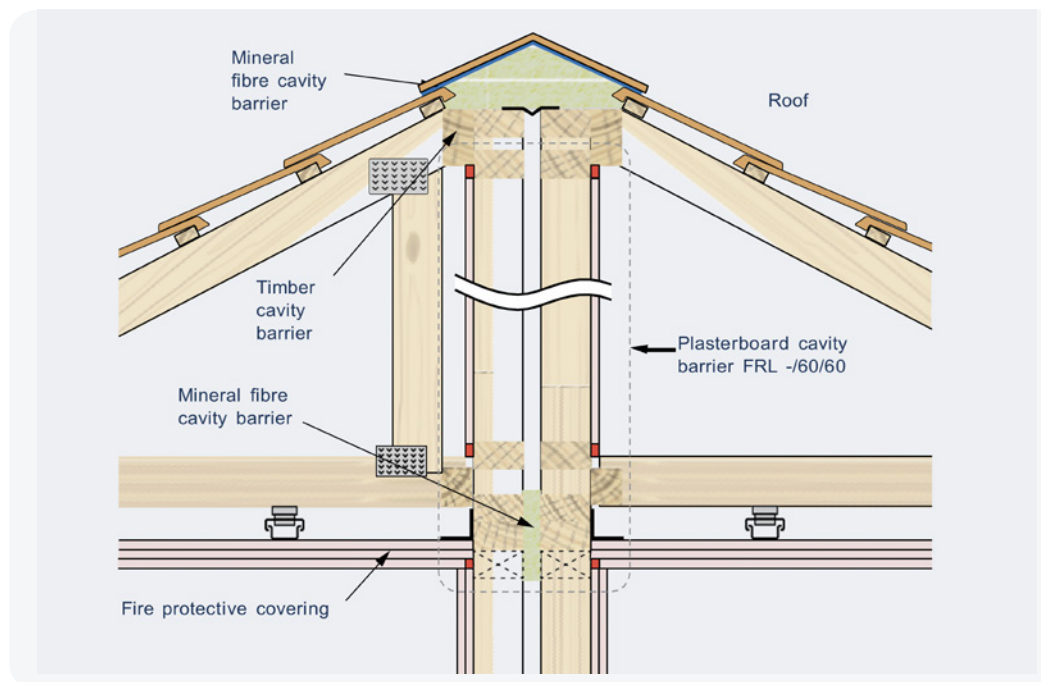 Mineral
fibre cavity
barrier
Roof
Timber
cavity
barrier
Plasterboard cavity
barrier FRL -/60/60
Mineral fibre
cavity barrier
Fire protective covering